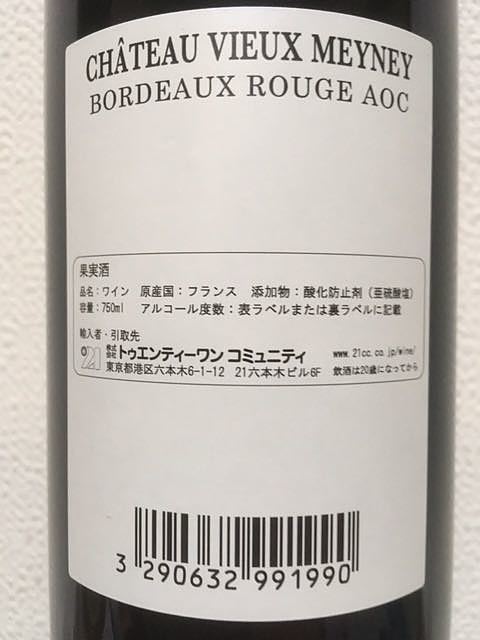 CHÂTEAU VIEUX MEYNEY
BORDEAUX ROUGE AOC
果実酒
品名:ワイン 原産国:フランス 添加物:酸化防止剤(亜硫酸塩)
容量:750ml アルコール度数:表ラベルまたは裏ラベルに記載
輸入者・引取先
21 株式会社 トゥエンティーワン コミュニティ www.21cc.co.jp/wine/
東京都港区六本木6-1-12 21六本木ビル6F 飲酒は20歳になってから
3 290632 991990